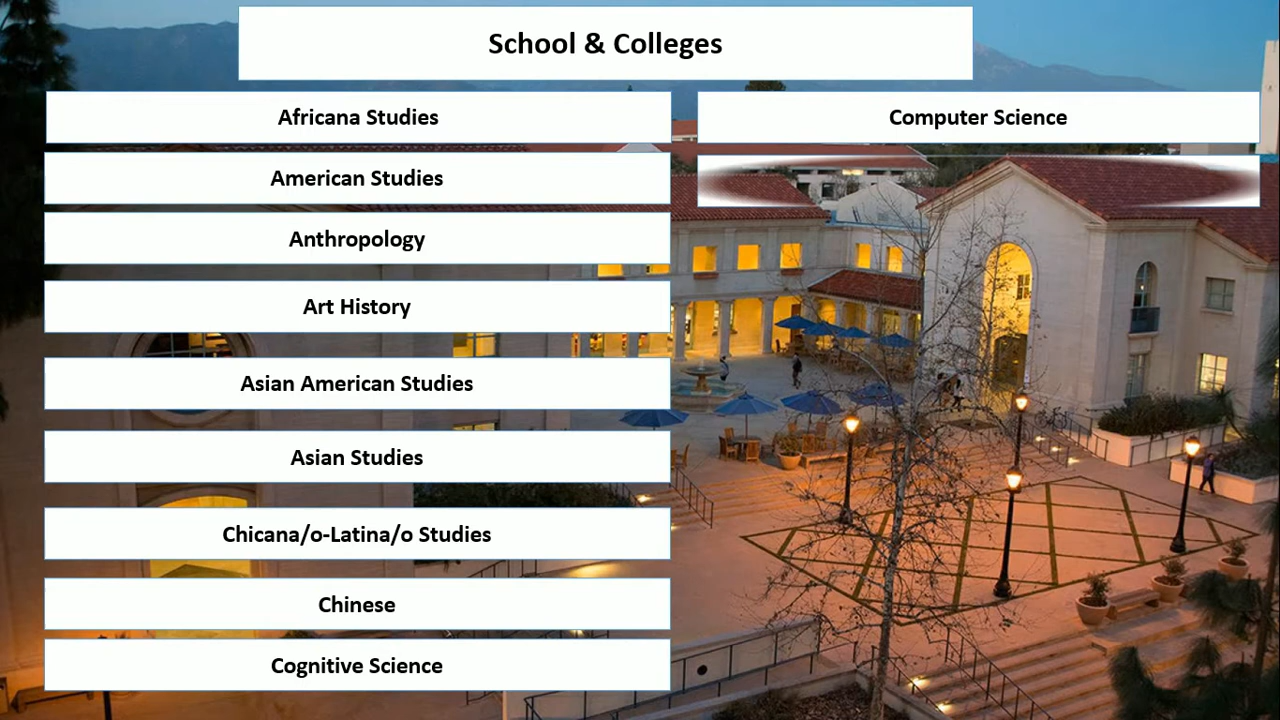 School & Colleges
Africana Studies
American Studies
Anthropology
Art History
Asian American Studies
Asian Studies
Chicana/o-Latina/o Studies
Chinese
Cognitive Science
Computer Science